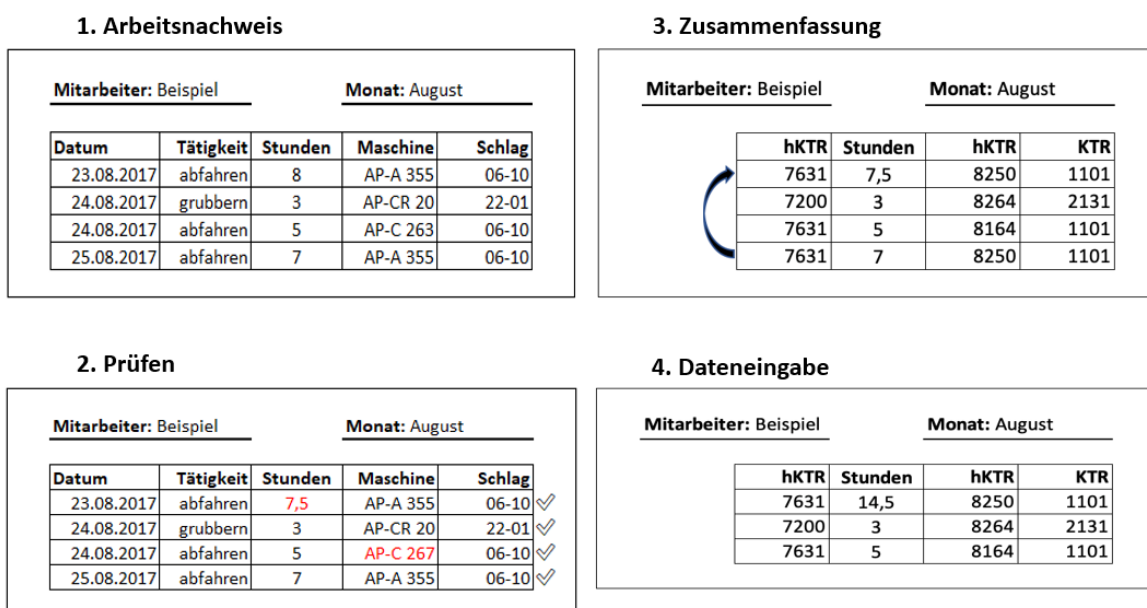 1. Arbeitsnachweis
Mitarbeiter: Beispiel Monat: August
Datum Tätigkeit Stunden Maschine Schlag
23.08.2017 abfahren 8 AP-A 355 06-10
24.08.2017 grubbern 3 AP-CR 20 22-01
24.08.2017 abfahren 5 AP-C 263 06-10
25.08.2017 abfahren 7 AP-A 355 06-10
2. Prüfen
Mitarbeiter: Beispiel Monat: August
Datum Tätigkeit Stunden Maschine Schlag
23.08.2017 abfahren 7,5 AP-A 355 06-10
24.08.2017 grubbern 3 AP-CR 20 22-01
24.08.2017 abfahren 5 AP-C 267 06-10
25.08.2017 abfahren 7 AP-A 355 06-10
3. Zusammenfassung
Mitarbeiter: Beispiel Monat: August
hKTR Stunden hKTR KTR
7631 7,5 8250 1101
7200 3 8264 2131
7631 5 8164 1101
7631 7 8250 1101
4. Dateneingabe
Mitarbeiter: Beispiel Monat: August
hKTR Stunden hKTR KTR
7631 14,5 8250 1101
7200 3 8264 2131
7631 5 8164 1101